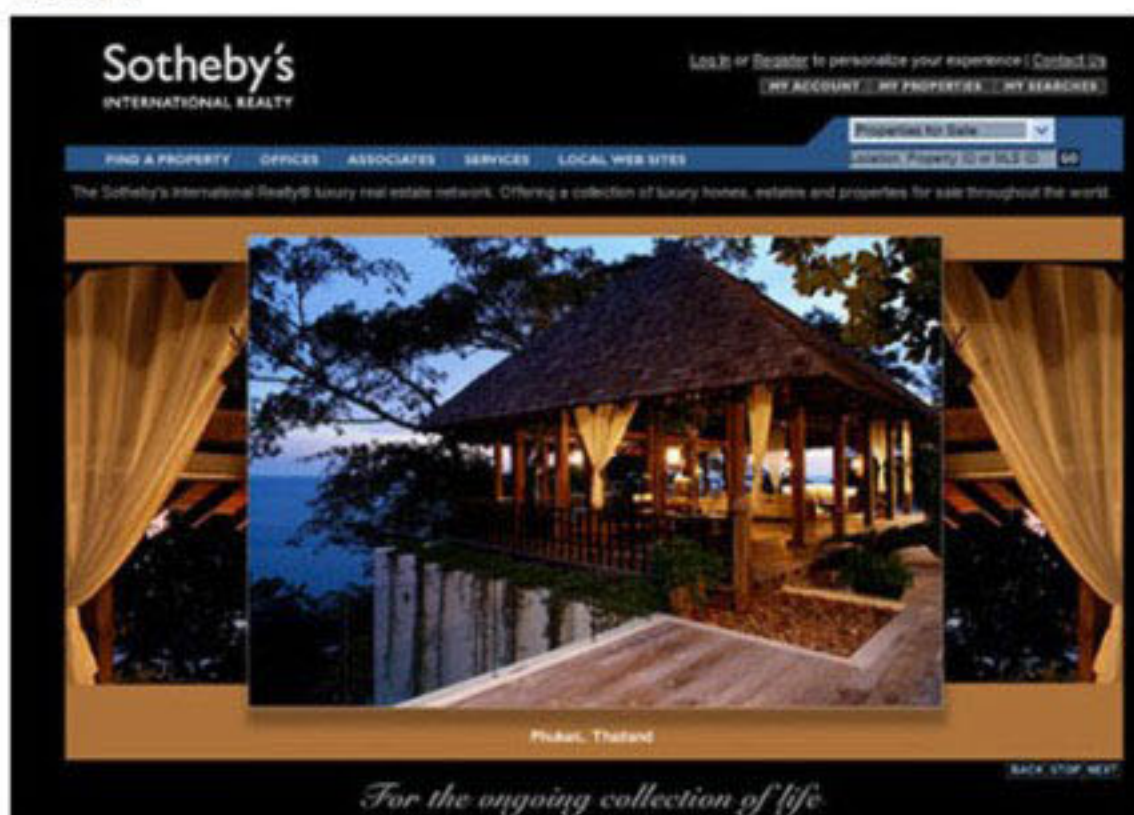 Sotheby's
INTERNATIONAL REALTY
Log In or Register to personalize your experience | Contact Us
MY ACCOUNT MY PROPERTIES MY SEARCHES
Properties for Sale
FIND A PROPERTY OFFICES ASSOCIATES SERVICES LOCAL WEB SITES
Location, Property ID or MLS ID GO
The Sotheby's International Realty® luxury real estate network. Offering a collection of luxury homes, estates and properties for sale throughout the world.
Phuket, Thailand
BACK STOP NEXT
For the ongoing collection of life